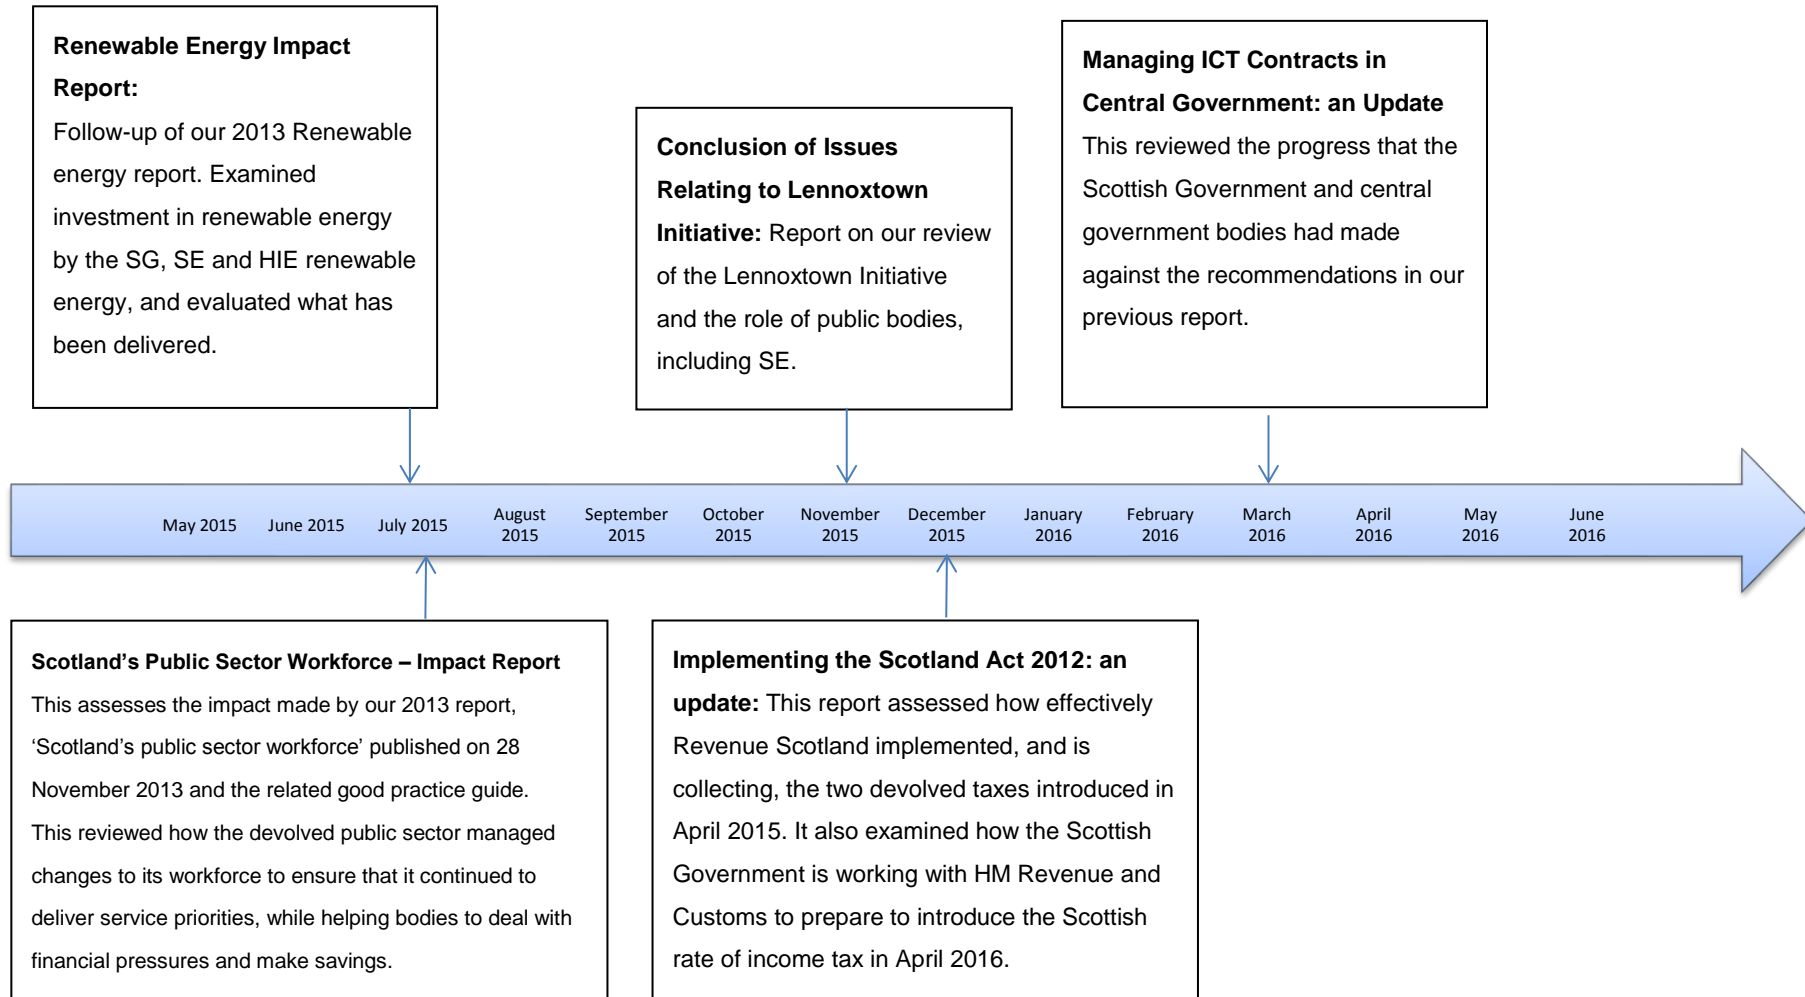 Renewable Energy Impact
Report:
Follow-up of our 2013 Renewable
energy report. Examined
investment in renewable energy
by the SG, SE and HIE renewable
energy, and evaluated what has
been delivered.
Conclusion of Issues
Relating to Lennoxtown
Initiative: Report on our review
of the Lennoxtown Initiative
and the role of public bodies,
including SE.
Managing ICT Contracts in
Central Government: an Update
This reviewed the progress that the
Scottish Government and central
government bodies had made
against the recommendations in our
previous report.
May 2015
June 2015
July 2015
August
2015
September
2015
October
2015
November
2015
December
2015
January
2016
February
2016
March
2016
April
2016
May
2016
June
2016
Scotland’s Public Sector Workforce – Impact Report
This assesses the impact made by our 2013 report,
‘Scotland’s public sector workforce’ published on 28
November 2013 and the related good practice guide.
This reviewed how the devolved public sector managed
changes to its workforce to ensure that it continued to
deliver service priorities, while helping bodies to deal with
financial pressures and make savings.
Implementing the Scotland Act 2012: an
update: This report assessed how effectively
Revenue Scotland implemented, and is
collecting, the two devolved taxes introduced in
April 2015. It also examined how the Scottish
Government is working with HM Revenue and
Customs to prepare to introduce the Scottish
rate of income tax in April 2016.